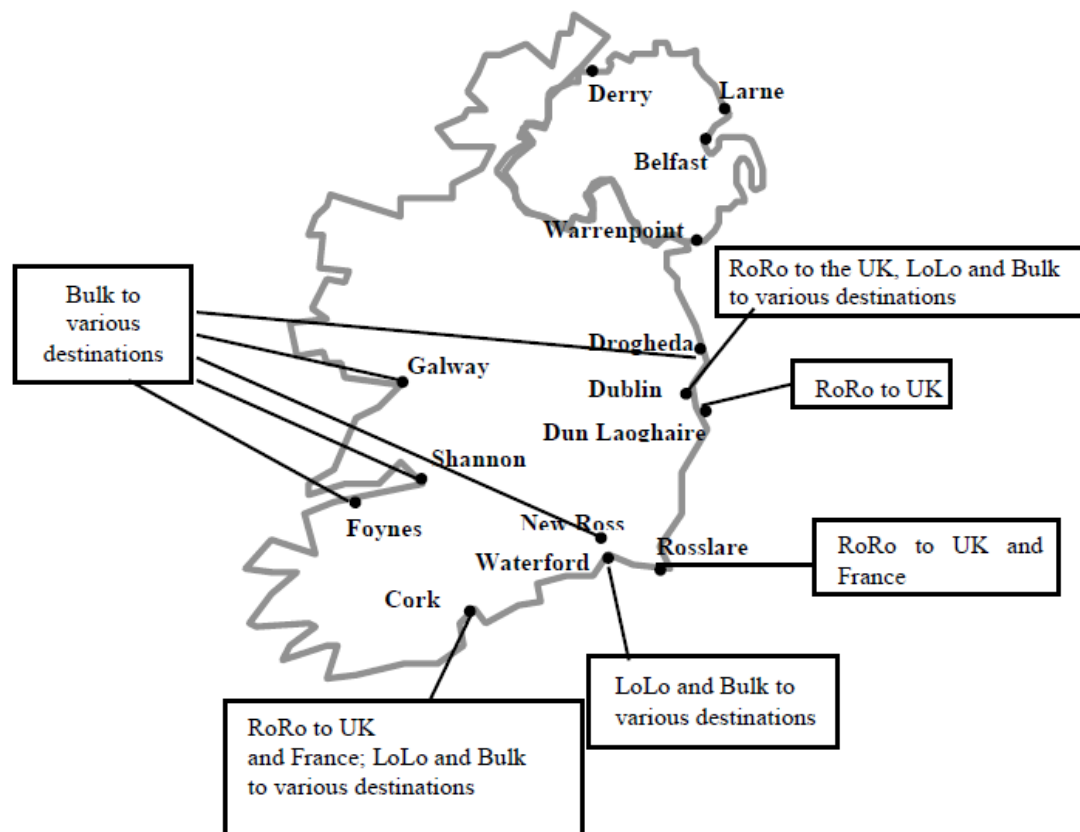 Derry
Larne
Belfast
Warrenpoint
RoRo to the UK, LoLo and Bulk
to various destinations
Bulk to
various
destinations
Drogheda
Galway
Dublin
RoRo to UK
Dun Laoghaire
Shannon
Foynes
New Ross
Rosslare
RoRo to UK and
France
Waterford
Cork
LoLo and Bulk to
various destinations
RoRo to UK
and France; LoLo and Bulk
to various destinations